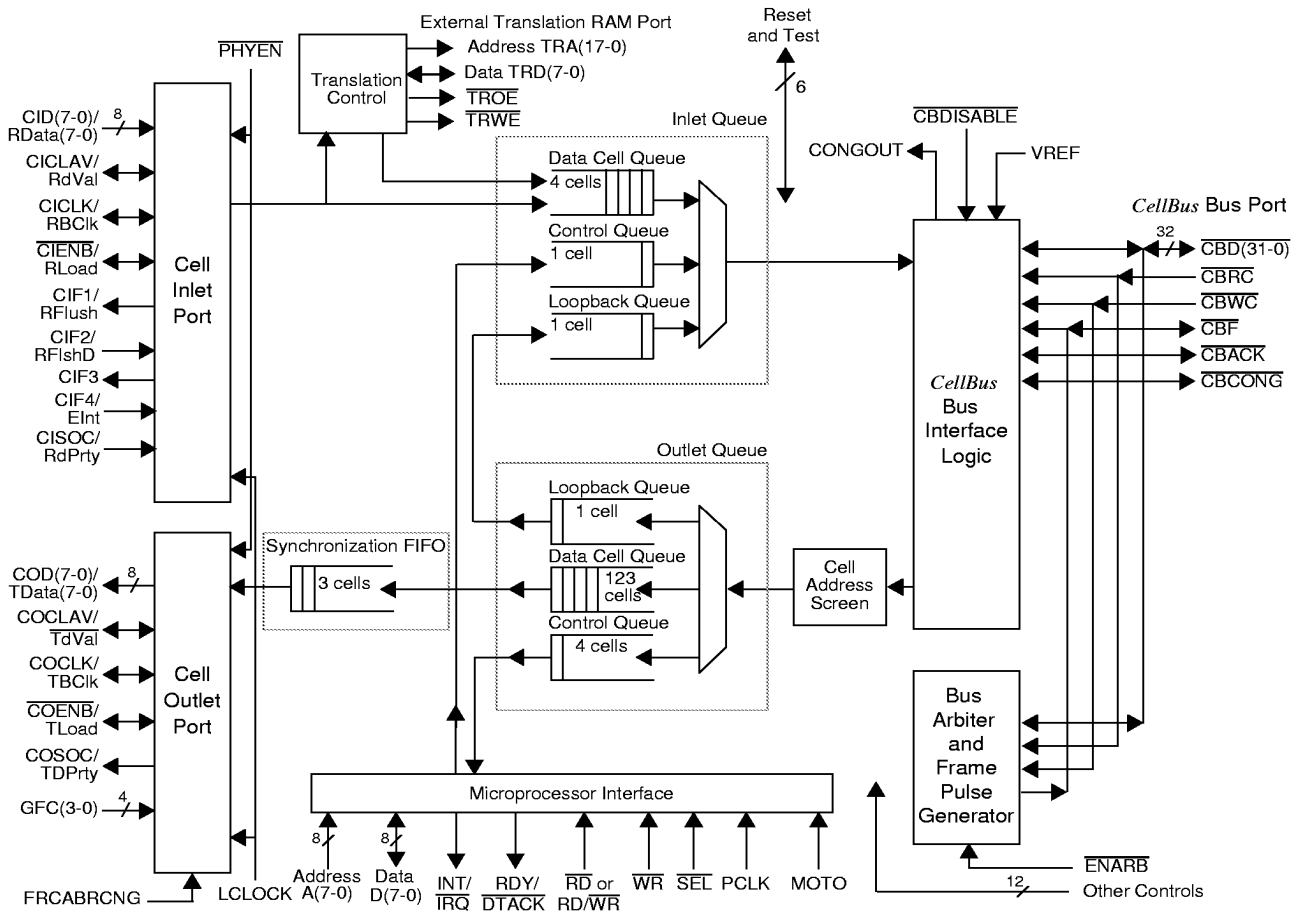 External Translation RAM Port
Reset
and Test
PHYEN
Translation
Control
Address TRA(17-0)
Data TRD(7-0)
TROE
TRWE
6
Inlet Queue
CBDISABLE
CONGOUT
VREF
CellBus Bus Port
32
CBD(31-0)
CBRC
CBWC
CBF
CBACK
CBCONG
CID(7-0)/
RData(7-0)
8
CICLAV/
RdVal
CICLK/
RBClk
CIENB/
RLoad
CIF1/
RFlush
CIF2/
RFlshD
CIF3
CIF4/
EInt
CISOC/
RdPrty
Cell
Inlet
Port
Data Cell Queue
4 cells
Control Queue
1 cell
Loopback Queue
1 cell
CellBus
Bus
Interface
Logic
Outlet Queue
Loopback Queue
1 cell
Data Cell Queue
123
cells
Control Queue
4 cells
Synchronization FIFO
3 cells
Cell
Address
Screen
COD(7-0)/
TData(7-0)
8
COCLAV/
TdVal
COCLK/
TBClk
COENB/
TLoad
COSOC/
TDPrty
GFC(3-0)
4
Cell
Outlet
Port
Bus
Arbiter
and
Frame
Pulse
Generator
Microprocessor Interface
FRCABRCNG
LCLOCK
8
Address
A(7-0)
8
Data
D(7-0)
INT/
IRQ
RDY/
DTACK
RD or
RD/WR
WR
SEL
PCLK
MOTO
ENARB
12
Other Controls